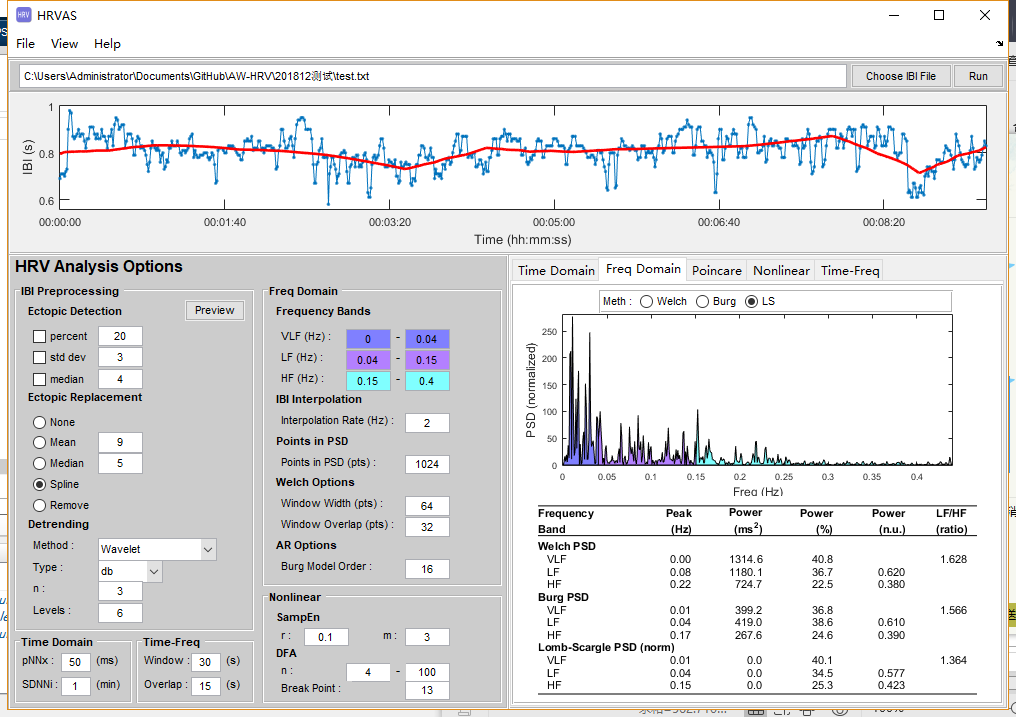 HRV HRVAS
File View Help
C:\Users\Administrator\Documents\GitHub\AW-HRV\201812测试\test.txt Choose IBI File Run
1
0.8
0.6
IBI (s)
00:00:00 00:01:40 00:03:20 00:05:00 00:06:40 00:08:20
Time (hh:mm:ss)
HRV Analysis Options
IBI Preprocessing
Ectopic Detection Preview
percent 20
std dev 3
median 4
Ectopic Replacement
None
Mean 9
Median 5
Spline
Remove
Detrending
Method : Wavelet
Type : db
n : 3
Levels : 6
Time Domain
pNNx : 50 (ms)
SDNNi : 1 (min)
Time-Freq
Window : 30 (s)
Overlap : 15 (s)
Freq Domain
Frequency Bands
VLF (Hz) : 0 - 0.04
LF (Hz) : 0.04 - 0.15
HF (Hz) : 0.15 - 0.4
IBI Interpolation
Interpolation Rate (Hz) : 2
Points in PSD
Points in PSD (pts) : 1024
Welch Options
Window Width (pts) : 64
Window Overlap (pts) : 32
AR Options
Burg Model Order : 16
Nonlinear
SampEn
r : 0.1 m : 3
DFA
n : 4 - 100
Break Point : 13
Time Domain Freq Domain Poincare Nonlinear Time-Freq
Meth : Welch Burg LS
250
200
150
100
50
0
PSD (normalized)
0 0.05 0.1 0.15 0.2 0.25 0.3 0.35 0.4
Freq (Hz)
Frequency Peak Power Power Power LF/HF
Band (Hz) (ms2) (%) (n.u.) (ratio)
Welch PSD
VLF 0.00 1314.6 40.8 1.628
LF 0.08 1180.1 36.7 0.620
HF 0.22 724.7 22.5 0.380
Burg PSD
VLF 0.01 399.2 36.8 1.566
LF 0.04 419.0 38.6 0.610
HF 0.17 267.6 24.6 0.390
Lomb-Scargle PSD (norm)
VLF 0.01 0.0 40.1 1.364
LF 0.04 0.0 34.5 0.577
HF 0.15 0.0 25.3 0.423